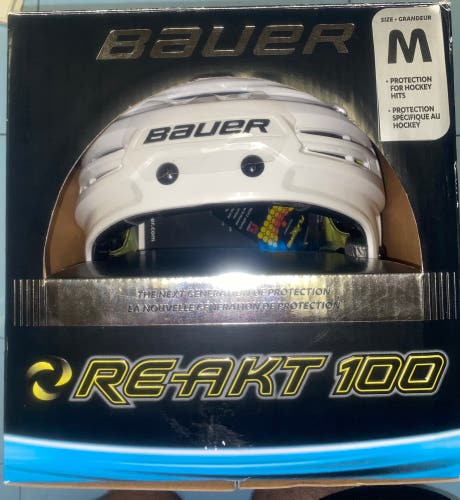 BAUER
SIZE • GRANDEUR
M
• PROTECTION
FOR HOCKEY
HITS
• PROTECTION
SPÉCIFIQUE AU
HOCKEY
BAUER
THE NEXT GENERATION OF PROTECTION
LA NOUVELLE GÉNÉRATION DE PROTECTION
RE-AKT 100